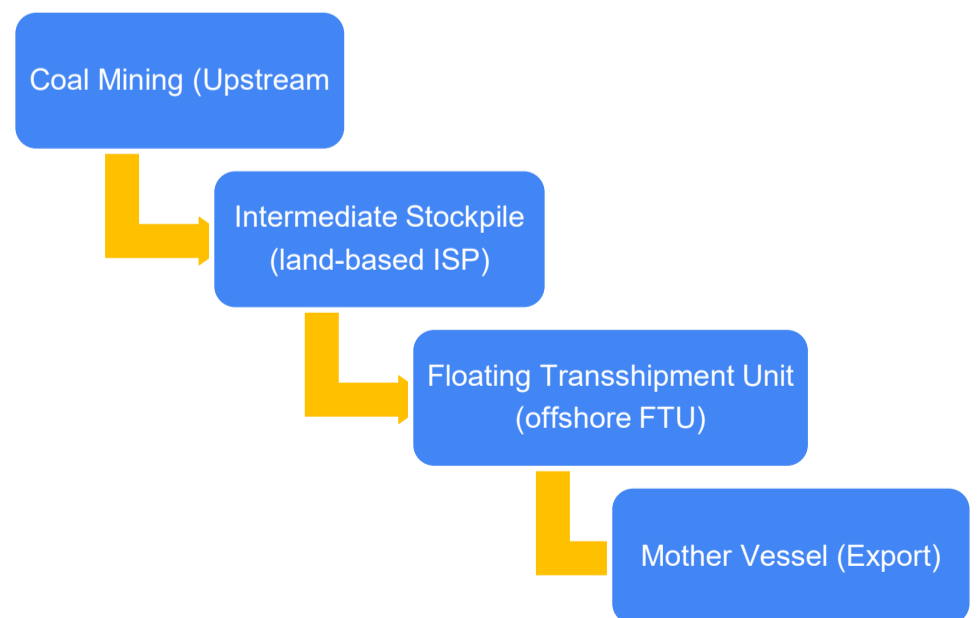 Coal Mining (Upstream
Intermediate Stockpile
(land-based ISP)
Floating Transshipment Unit
(offshore FTU)
Mother Vessel (Export)